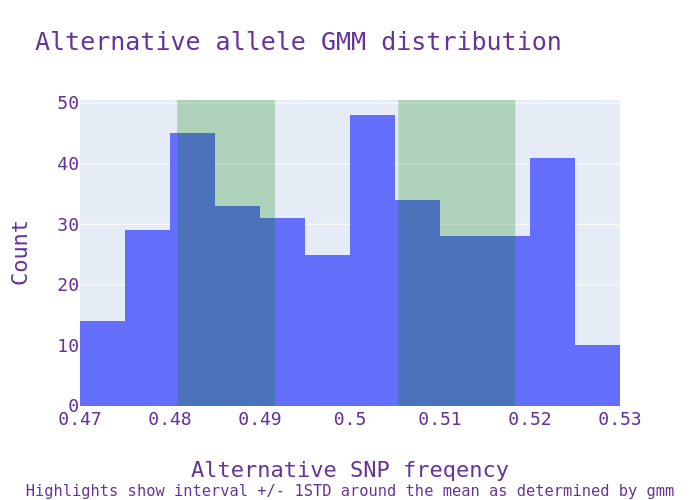 Alternative allele GMM distribution
50
40
30
20
10
0
Count
0.47 0.48 0.49 0.5 0.51 0.52 0.53
Alternative SNP freqency
Highlights show interval +/- 1STD around the mean as determined by gmm